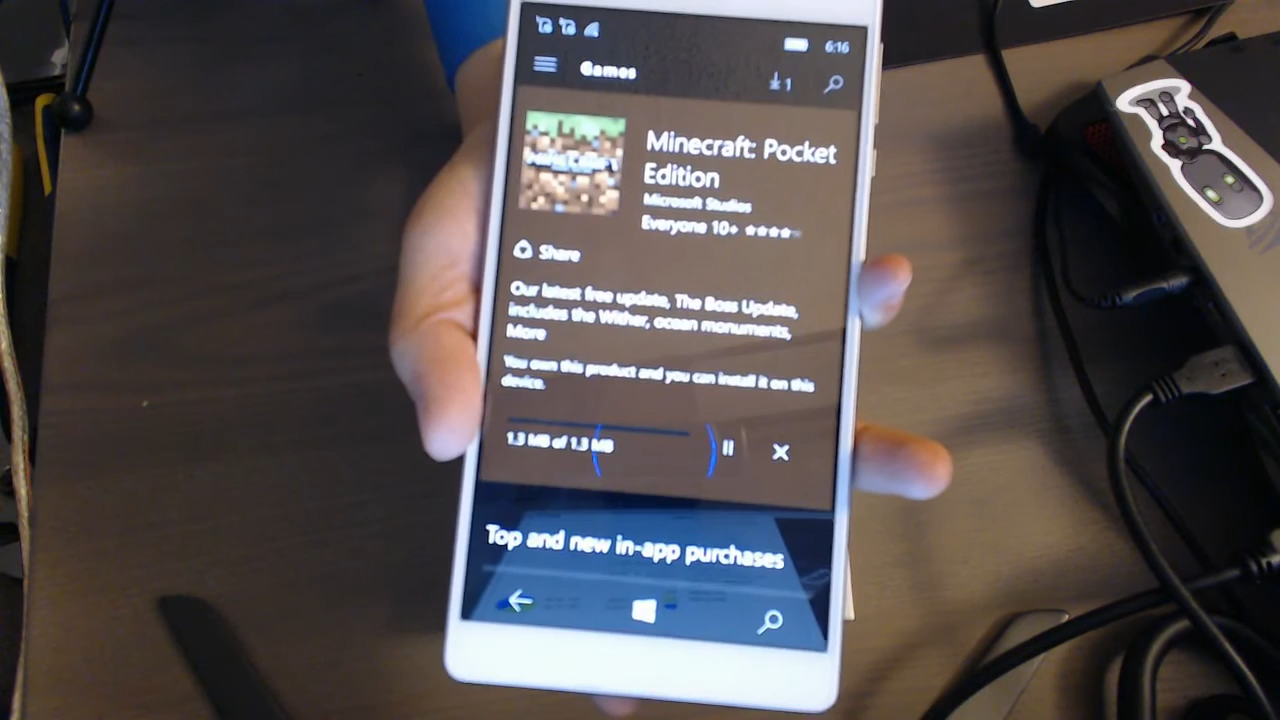 6:16
Games
1
Minecraft: Pocket
Edition
Microsoft Studios
Everyone 10+
Share
Our latest free update, The Boss Update,
includes the Wither, ocean monuments,
More
You own this product and you can install it on this
device.
1.3 MB of 1.3 MB
Top and new in-app purchases